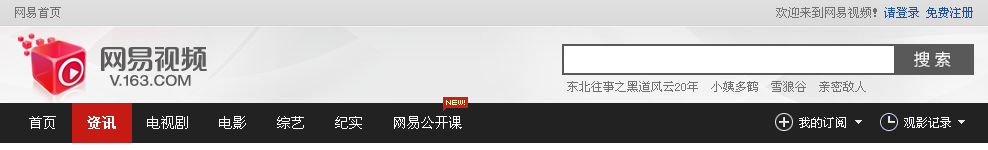 网易首页
欢迎来到网易视频! 请登录 免费注册
网易视频
V.163.COM
搜 索
东北往事之黑道风云20年 小姨多鹤 雪狼谷 亲密敌人
NEW!
首页 资讯 电视剧 电影 综艺 纪实 网易公开课 我的订阅 观影记录